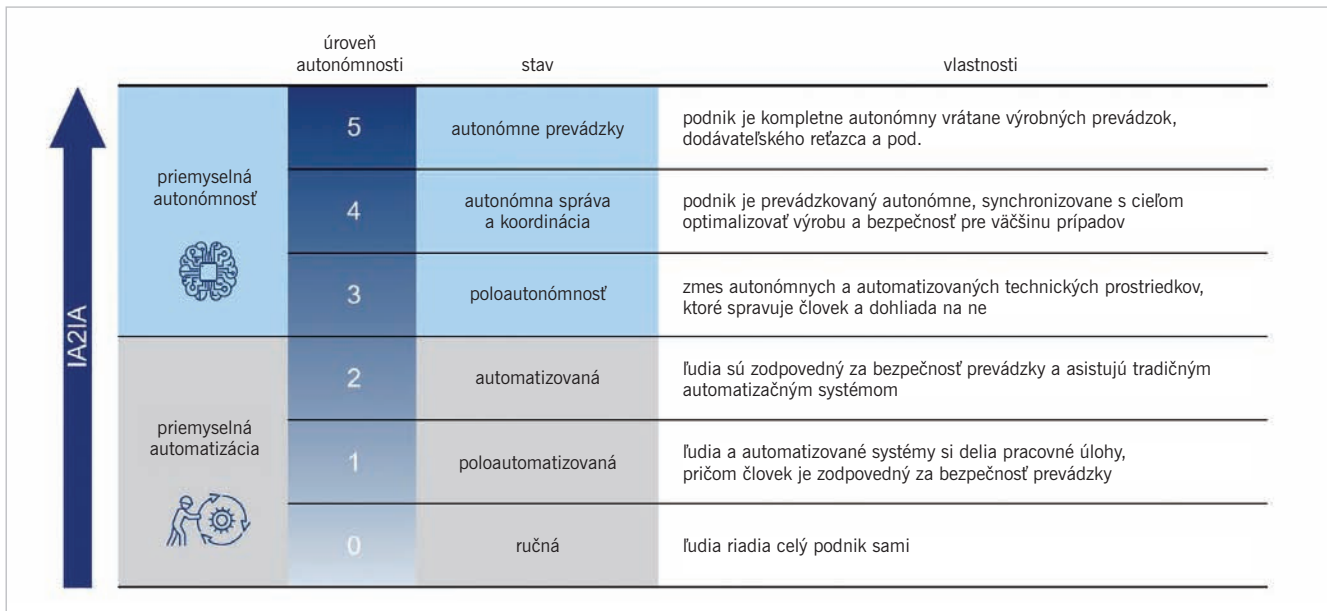 úroveň
autonómnosti
stav
vlastnosti
IA2IA
priemyselná
autonómnosť
5
autonómne prevádzky
podnik je kompletne autonómny vrátane výrobných prevádzok,
dodávateľského reťazca a pod.
4
autonómna správa
a koordinácia
podnik je prevádzkovaný autonómne, synchronizovane s cieľom
optimalizovať výrobu a bezpečnosť pre väčšinu prípadov
3
poloautonómnosť
zmes autonómnych a automatizovaných technických prostriedkov,
ktoré spravuje človek a dohliada na ne
priemyselná
automatizácia
2
automatizovaná
ľudia sú zodpovedný za bezpečnosť prevádzky a asistujú tradičným
automatizačným systémom
1
poloautomatizovaná
ľudia a automatizované systémy si delia pracovné úlohy,
pričom človek je zodpovedný za bezpečnosť prevádzky
0
ručná
ľudia riadia celý podnik sami